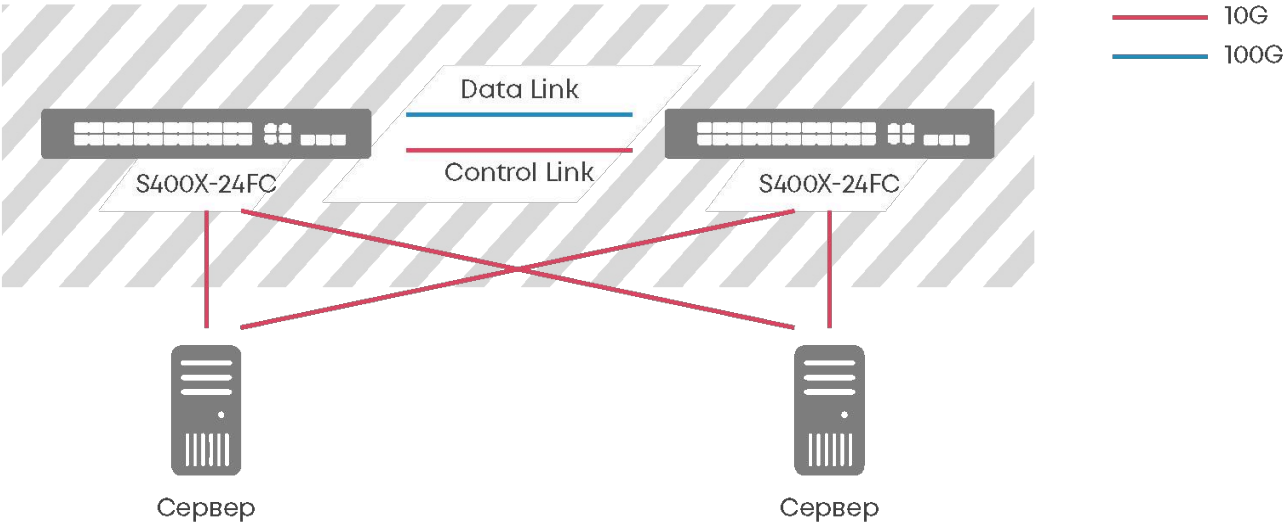 10G
100G
Data Link
Control Link
S400X-24FC
S400X-24FC
Сервер
Сервер